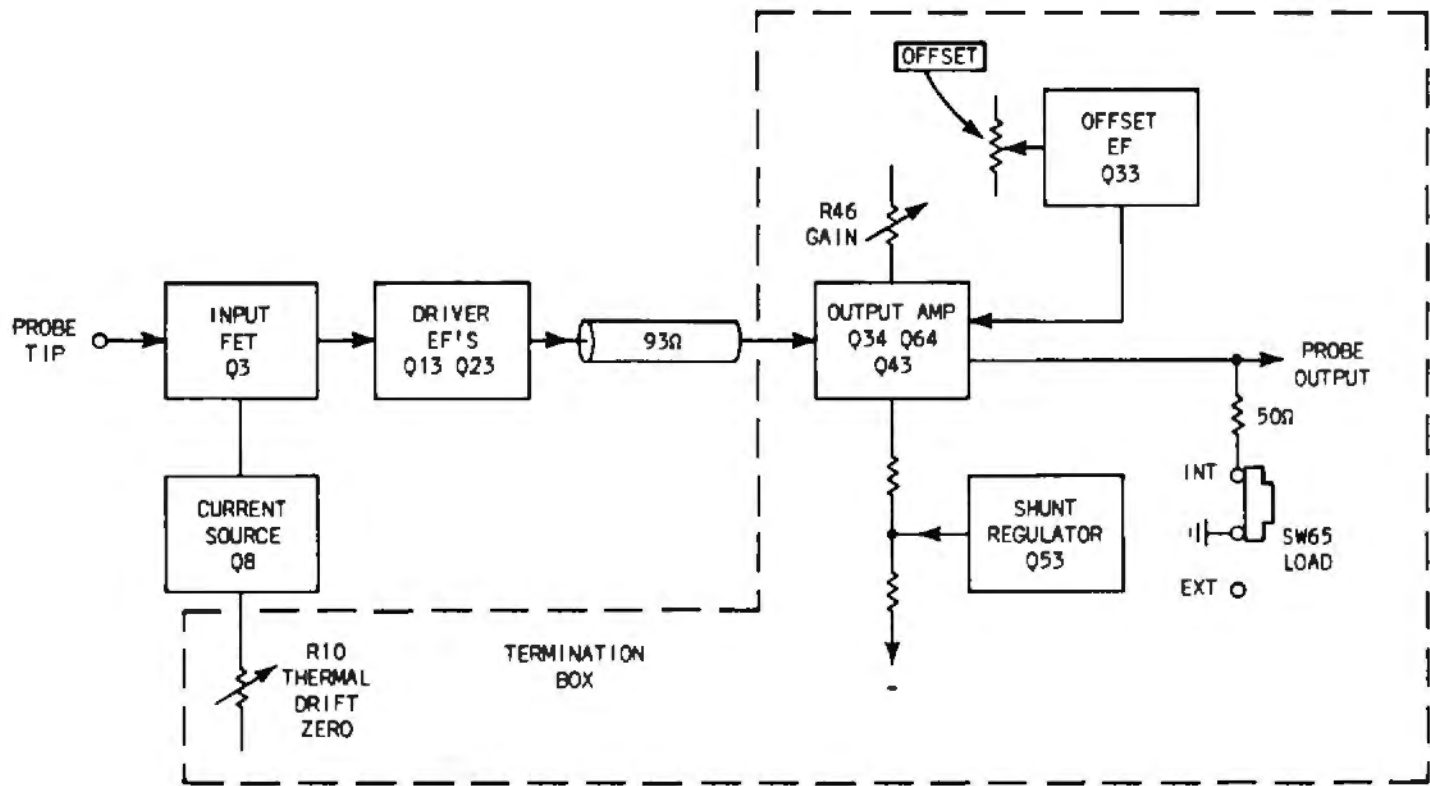 OFFSET
OFFSET
EF
Q33
R46
GAIN
PROBE
TIP
INPUT
FET
Q3
DRIVER
EF'S
Q13 Q23
93Ω
OUTPUT AMP
Q34 Q64
Q43
PROBE
OUTPUT
50Ω
INT
SW65
LOAD
EXT
CURRENT
SOURCE
Q8
SHUNT
REGULATOR
Q53
R10
THERMAL
DRIFT
ZERO
TERMINATION
BOX
-